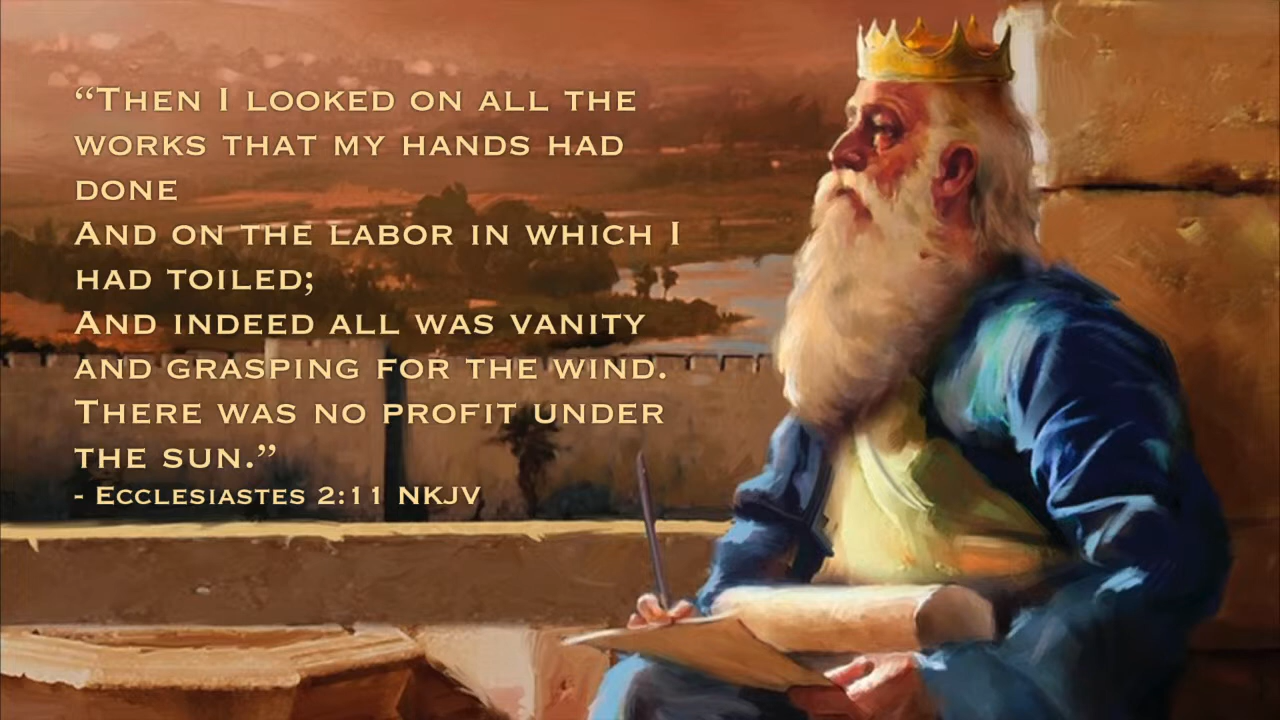 “Then I looked on all the
works that my hands had
done
And on the labor in which I
had toiled;
And indeed all was vanity
and grasping for the wind.
There was no profit under
the sun.”
- Ecclesiastes 2:11 NKJV